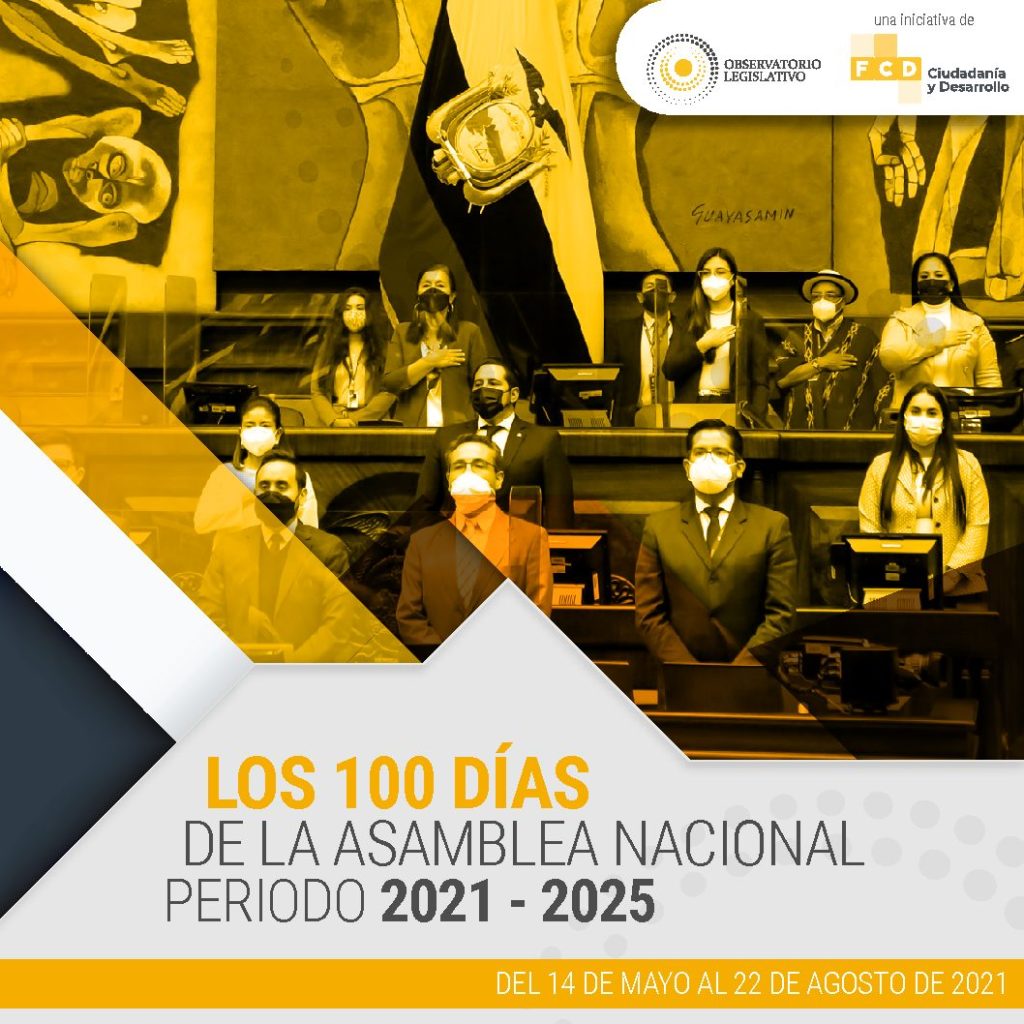 una iniciativa de
OBSERVATORIO
LEGISLATIVO
FCD
Ciudadanía
y Desarrollo
GUAYASAMIN
LOS 100 DÍAS
DE LA ASAMBLEA NACIONAL
PERIODO 2021 - 2025
DEL 14 DE MAYO AL 22 DE AGOSTO DE 2021